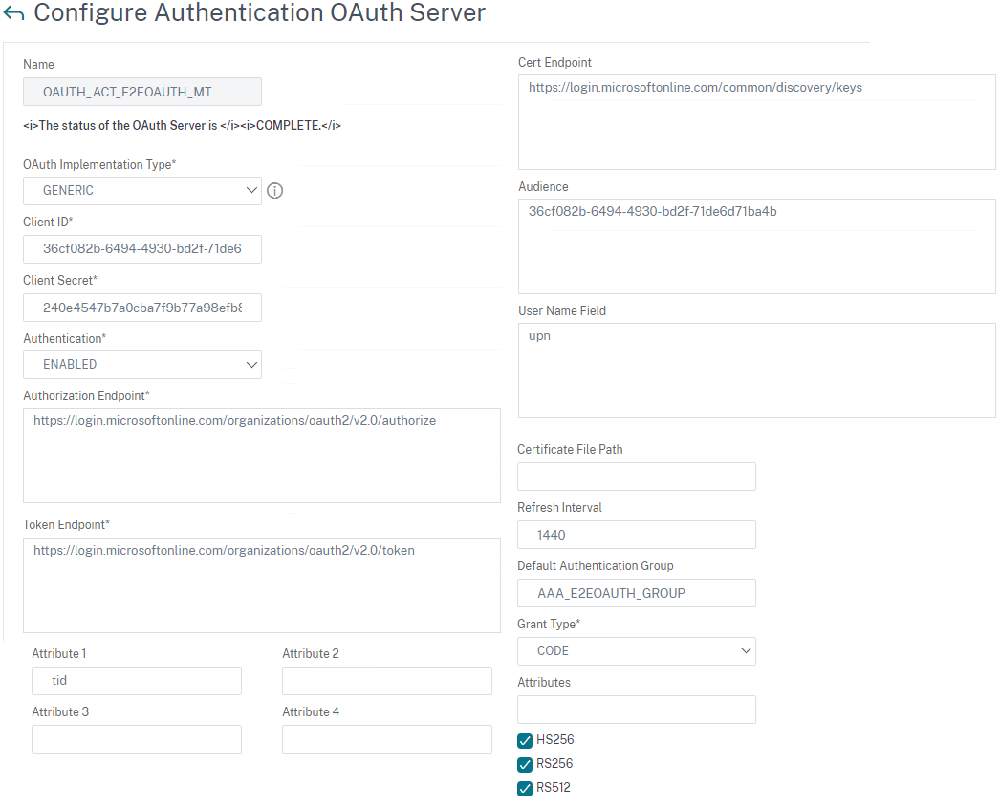 Configure Authentication OAuth Server
Name
OAUTH_ACT_E2EOAUTH_MT
<i>The status of the OAuth Server is </i><i>COMPLETE.</i>
OAuth Implementation Type*
GENERIC
Client ID*
36cf082b-6494-4930-bd2f-71de6
Client Secret*
240e4547b7a0cba7f9b77a98efb8
Authentication*
ENABLED
Authorization Endpoint*
https://login.microsoftonline.com/organizations/oauth2/v2.0/authorize
Token Endpoint*
https://login.microsoftonline.com/organizations/oauth2/v2.0/token
Attribute 1
Attribute 2
tid
Attribute 3
Attribute 4
Cert Endpoint
https://login.microsoftonline.com/common/discovery/keys
Audience
36cf082b-6494-4930-bd2f-71de6d71ba4b
User Name Field
upn
Certificate File Path
Refresh Interval
1440
Default Authentication Group
AAA_E2EOAUTH_GROUP
Grant Type*
CODE
Attributes
HS256
RS256
RS512